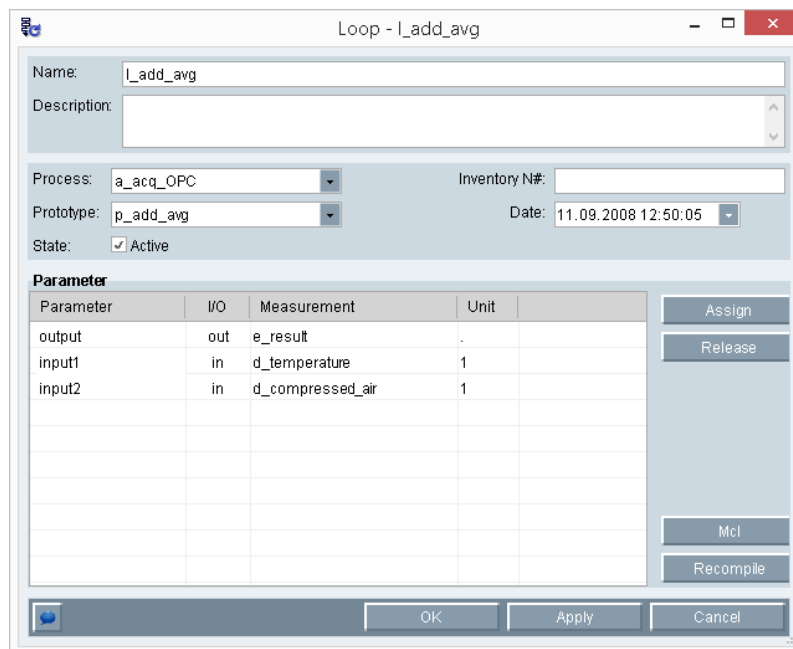 Loop - l_add_avg
Name: l_add_avg
Description:
Process: a_acq_OPC Inventory N#:
Prototype: p_add_avg Date: 11.09.2008 12:50:05
State: Active
Parameter
Parameter I/O Measurement Unit
output out e_result .
input1 in d_temperature 1
input2 in d_compressed_air 1
Assign
Release
Mcl
Recompile
OK Apply Cancel